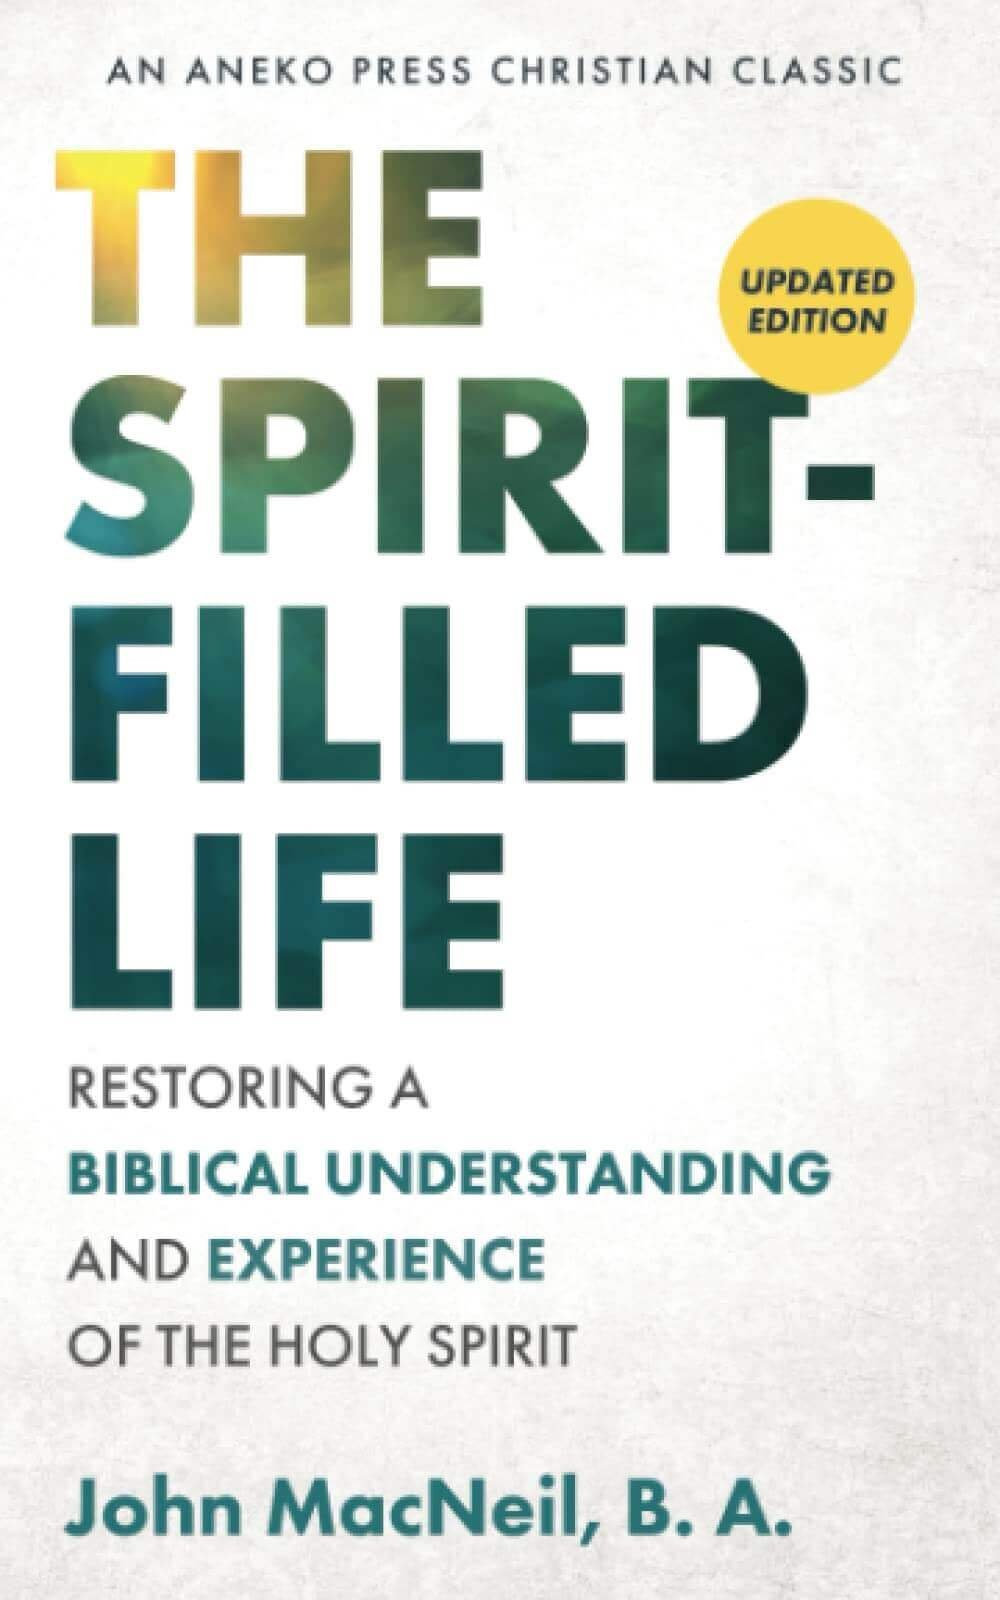 AN ANEKO PRESS CHRISTIAN CLASSIC
THE
UPDATED
EDITION
SPIRIT-
FILLED
LIFE
RESTORING A
BIBLICAL UNDERSTANDING
AND EXPERIENCE
OF THE HOLY SPIRIT
John MacNeil, B. A.